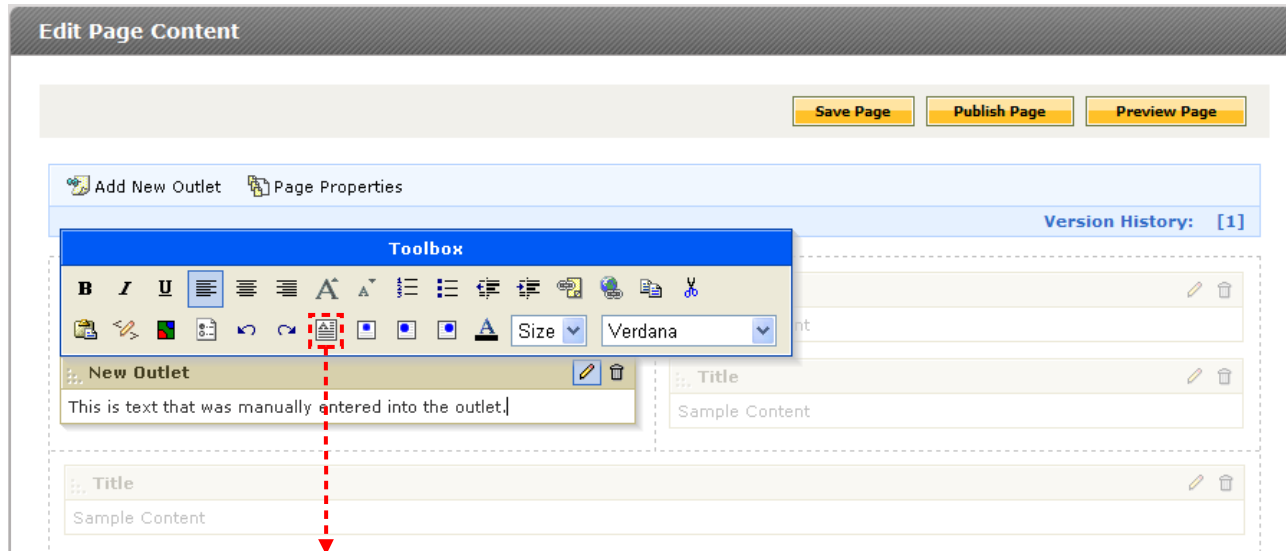 Edit Page Content
Save Page Publish Page Preview Page
Add New Outlet Page Properties
Version History: [1]
Toolbox
B I U A A
A Size Verdana
New Outlet
This is text that was manually entered into the outlet.
Title
Sample Content
Title
Sample Content